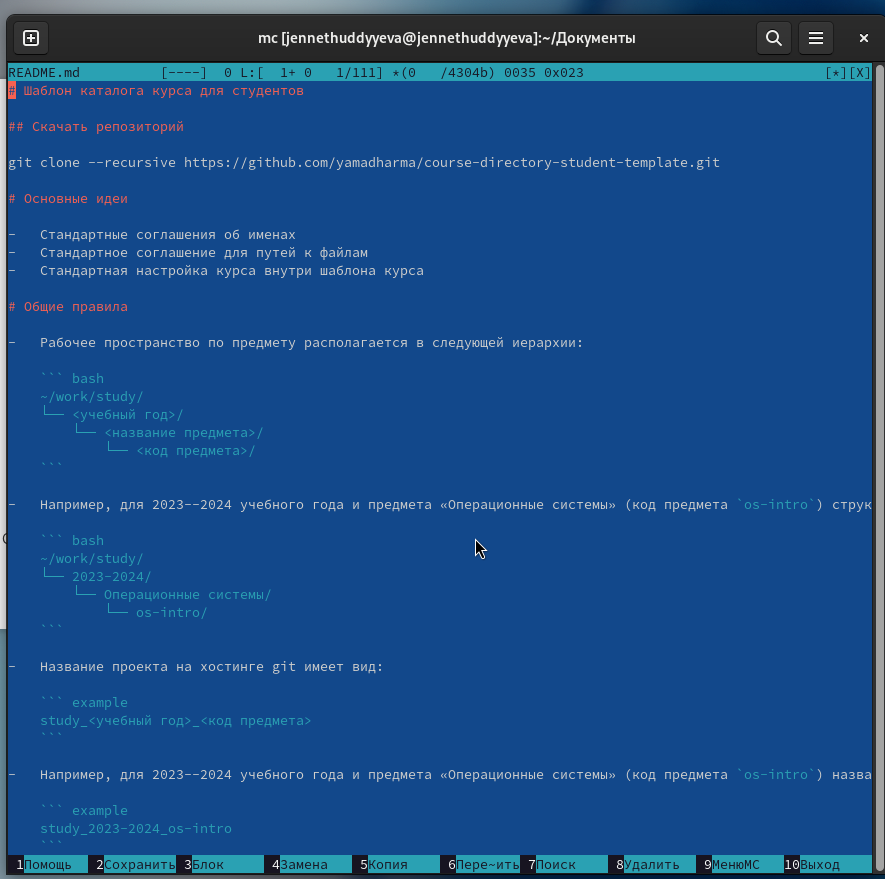 mc [jennethuddyyeva@jennethuddyyeva]:~/Документы
README.md [----] 0 L:[ 1+ 0 1/111] *(0 /4304b) 0035 0x023 [*][X]
# Шаблон каталога курса для студентов
## Скачать репозиторий
git clone --recursive https://github.com/yamadharma/course-directory-student-template.git
# Основные идеи
- Стандартные соглашения об именах
- Стандартное соглашение для путей к файлам
- Стандартная настройка курса внутри шаблона курса
# Общие правила
- Рабочее пространство по предмету располагается в следующей иерархии:
``` bash
~/work/study/
└── <учебный год>/
└── <название предмета>/
└── <код предмета>/
```
- Например, для 2023--2024 учебного года и предмета «Операционные системы» (код предмета `os-intro`) струк
``` bash
~/work/study/
└── 2023-2024/
└── Операционные системы/
└── os-intro/
```
- Название проекта на хостинге git имеет вид:
``` example
study_<учебный год>_<код предмета>
```
- Например, для 2023--2024 учебного года и предмета «Операционные системы» (код предмета `os-intro`) назва
``` example
study_2023-2024_os-intro
```
1Помощь 2Сохранить 3Блок 4Замена 5Копия 6Пере~ить 7Поиск 8Удалить 9МенюMC 10Выход